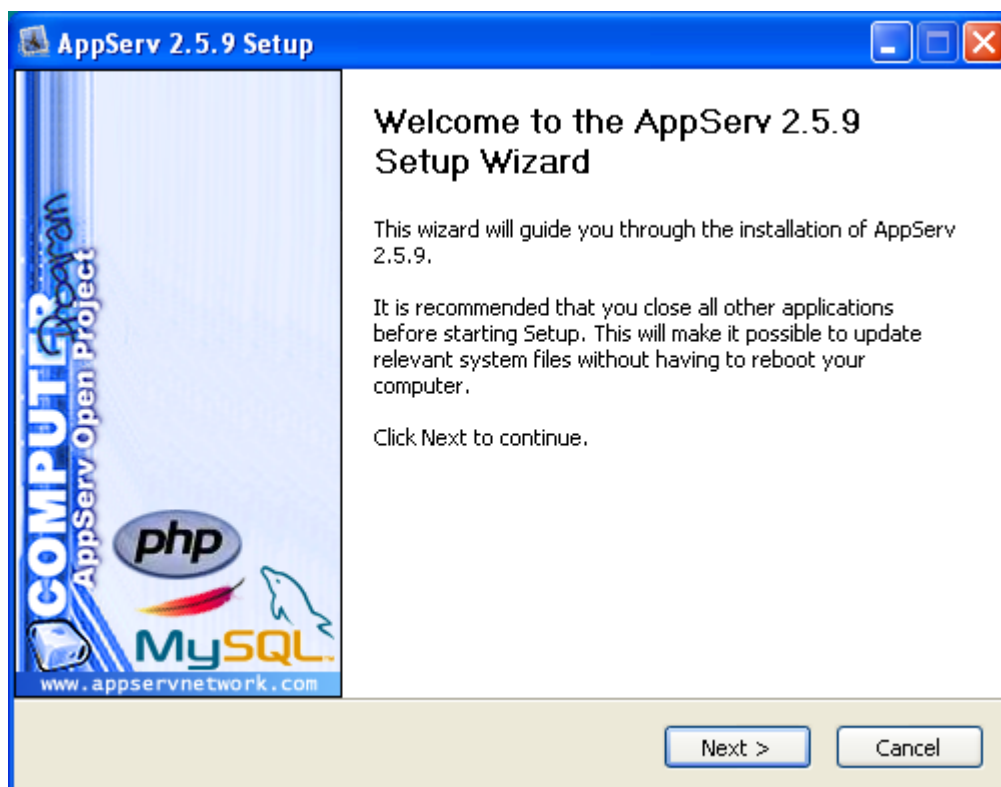 AppServ 2.5.9 Setup
Welcome to the AppServ 2.5.9
Setup Wizard
This wizard will guide you through the installation of AppServ
2.5.9.
It is recommended that you close all other applications
before starting Setup. This will make it possible to update
relevant system files without having to reboot your
computer.
Click Next to continue.
COMPUTER
Program
AppServ Open Project
php
MySQL
www.appservnetwork.com
Next >
Cancel